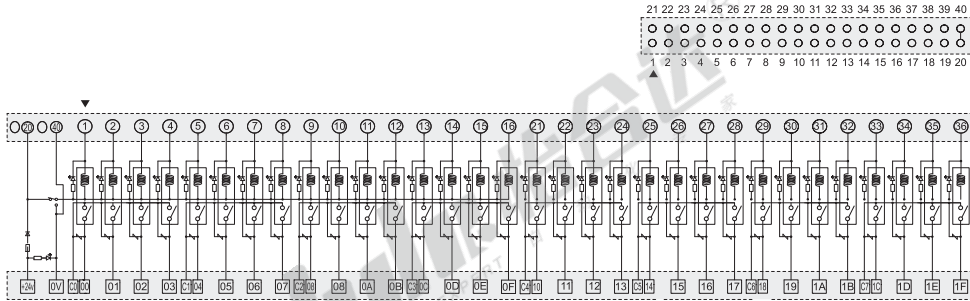 21 22 23 24 25 26 27 28 29 30 31 32 33 34 35 36 37 38 39 40
1 2 3 4 5 6 7 8 9 10 11 12 13 14 15 16 17 18 19 20
20 40 1 2 3 4 5 6 7 8 9 10 11 12 13 14 15 16 21 22 23 24 25 26 27 28 29 30 31 32 33 34 35 36
+24v 0V C0 00 01 02 03 C1 04 05 06 07 C2 08 08 0A 0B C3 0C 0D 0E 0F C4 10 11 12 13 C5 14 15 16 17 C6 18 19 1A 1B C7 1C 1D 1E 1F
怡合达
EXPERT